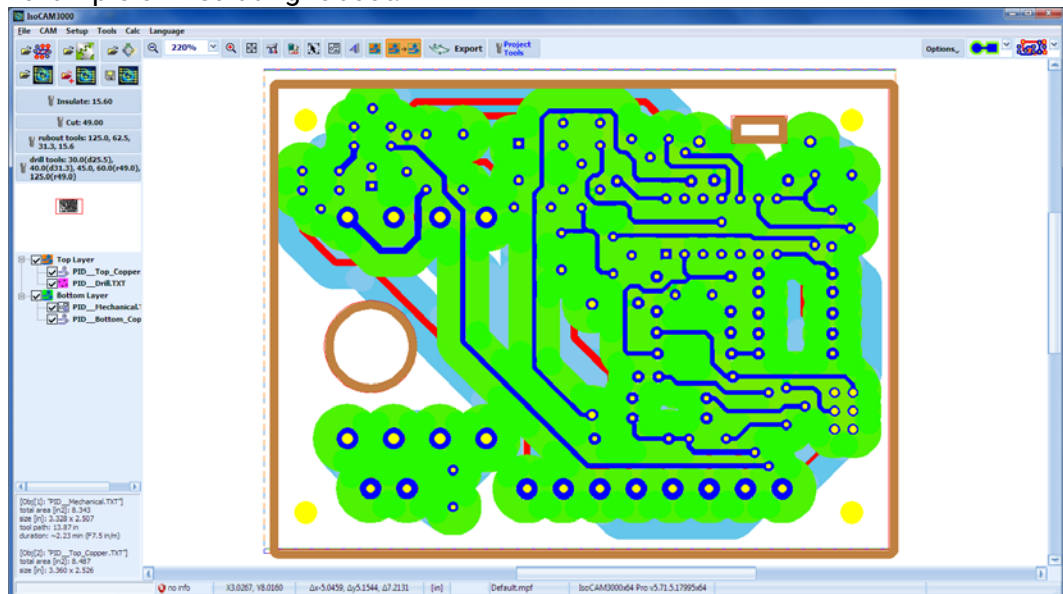 IsoCAM3000
File CAM Setup Tools Calc Language
220%
Export
Project Tools
Options
Insulate: 15.60
Cut: 49.00
rubout tools: 125.0, 62.5,
31.3, 15.6
drill tools: 30.0(d25.5),
40.0(d31.3), 45.0, 60.0(r49.0),
125.0(r49.0)
Top Layer
PID__Top_Copper
PID__Drill.TXT
Bottom Layer
PID__Mechanical.T
PID__Bottom_Cop
[Obj[1]: "PID__Mechanical.TXT"]
total area [in2]: 8.343
size [in]: 3.328 x 2.507
tool path: 13.87 in
duration: ~2.23 min (F7.5 in/m)
[Obj[2]: "PID__Top_Copper.TXT"]
total area [in2]: 8.487
size [in]: 3.360 x 2.526
no info X3.0267, Y8.0160 Δx-5.0459, Δy5.1544, Δ7.2131 [in] Default.mpf IsoCAM3000x64 Pro v5.71.5.17995x64